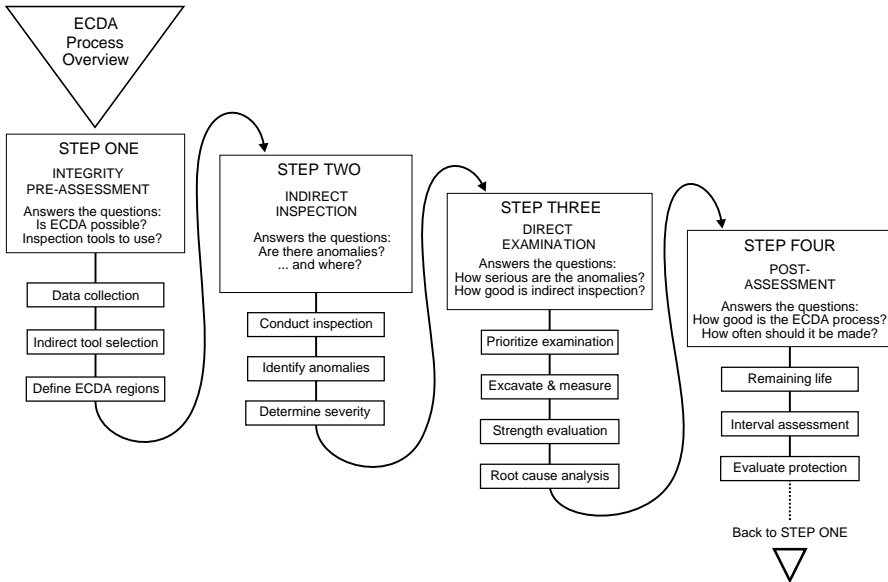 ECDA
Process
Overview
STEP ONE
INTEGRITY
PRE-ASSESSMENT
Answers the questions:
Is ECDA possible?
Inspection tools to use?
Data collection
Indirect tool selection
Define ECDA regions
STEP TWO
INDIRECT
INSPECTION
Answers the questions:
Are there anomalies?
... and where?
Conduct inspection
Identify anomalies
Determine severity
STEP THREE
DIRECT
EXAMINATION
Answers the questions:
How serious are the anomalies?
How good is indirect inspection?
Prioritize examination
Excavate & measure
Strength evaluation
Root cause analysis
STEP FOUR
POST-
ASSESSMENT
Answers the questions:
How good is the ECDA process?
How often should it be made?
Remaining life
Interval assessment
Evaluate protection
Back to STEP ONE